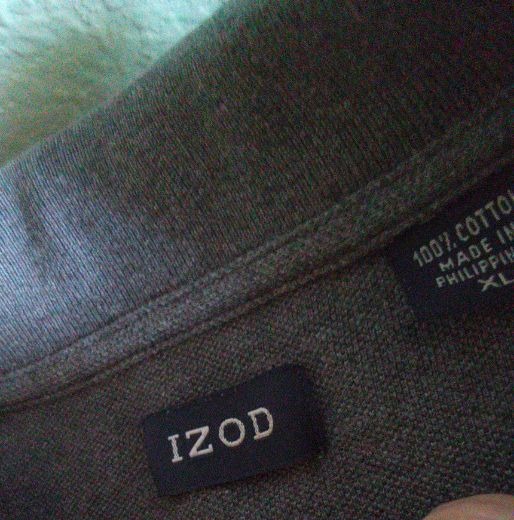 IZOD
100% COTTO
MADE IN
PHILIPPIN
XL